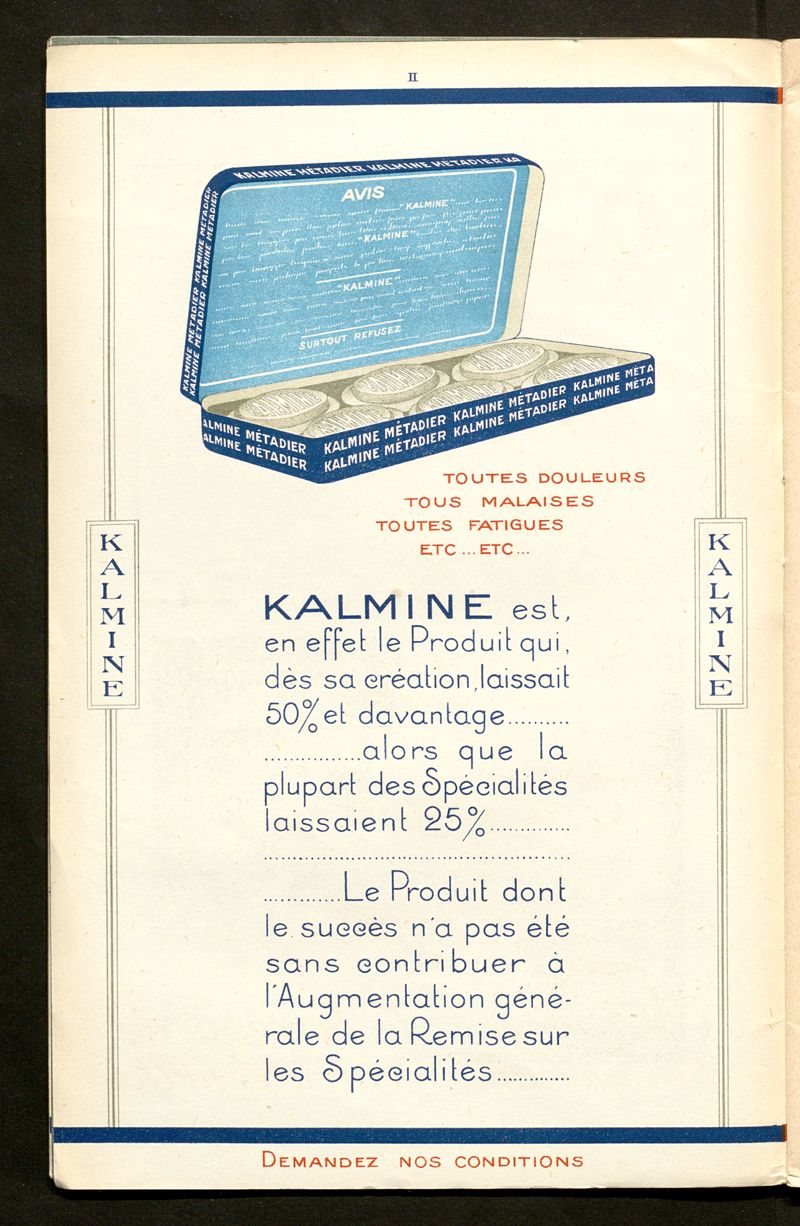 II
KALMINE MÉTADIER KALMINE MÉTADIER KA
KALMINE MÉTADIER KALMINE MÉTADIER
KALMINE MÉTADIER KALMINE MÉTADIER
AVIS
"KALMINE"
"KALMINE"
"KALMINE"
SURTOUT REFUSEZ
ALMINE MÉTADIER KALMINE MÉTADIER KALMINE MÉTADIER KALMINE MÉTA
ALMINE MÉTADIER KALMINE MÉTADIER KALMINE MÉTADIER KALMINE MÉTA
TOUTES DOULEURS
TOUS MALAISES
TOUTES FATIGUES
ETC... ETC...
KALMINE
KALMINE
KALMINE est,
en effet le Produit qui,
dès sa création, laissait
50% et davantage..........
................alors que la
plupart des Spécialités
laissaient 25%..............
..................................................
.............Le Produit dont
le succès n'a pas été
sans contribuer à
l'Augmentation géné-
rale de la Remise sur
les Spécialités.............
DEMANDEZ NOS CONDITIONS